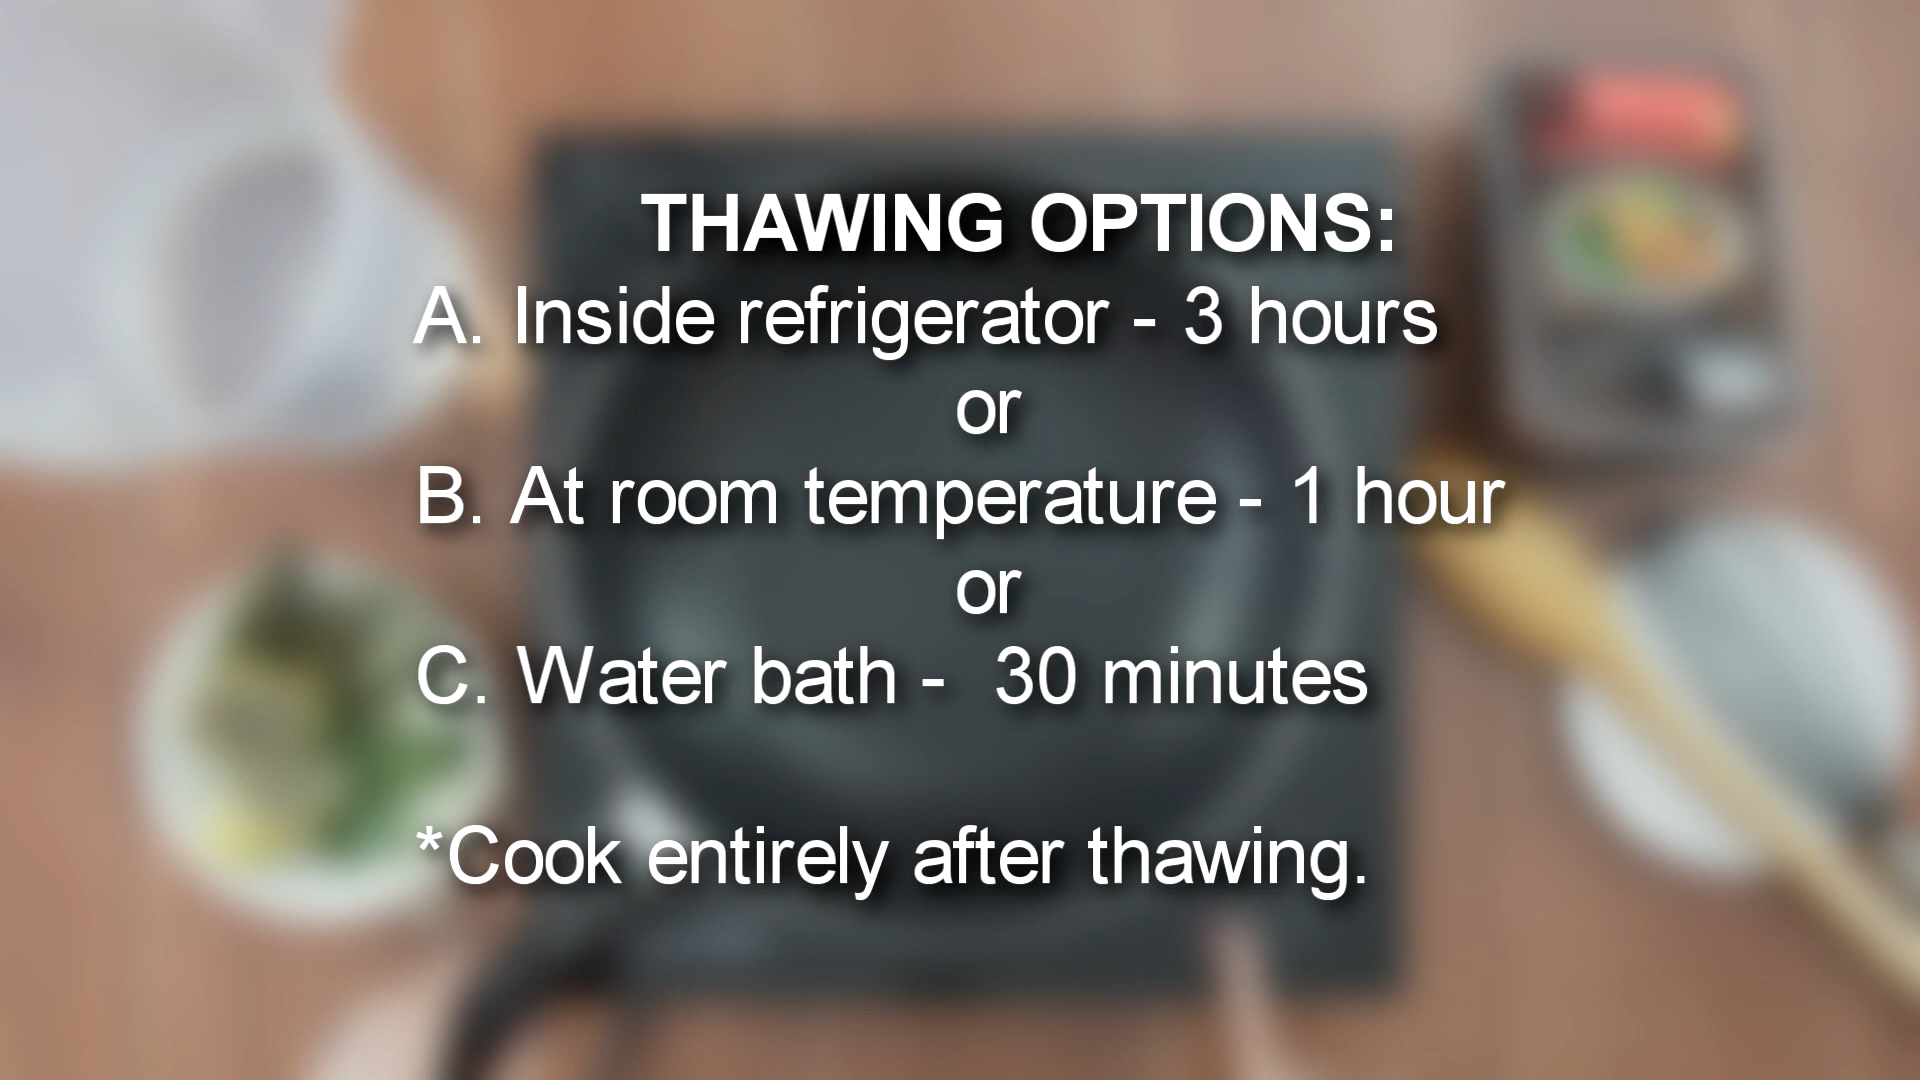 THAWING OPTIONS:
A. Inside refrigerator - 3 hours
or
B. At room temperature - 1 hour
or
C. Water bath - 30 minutes
*Cook entirely after thawing.